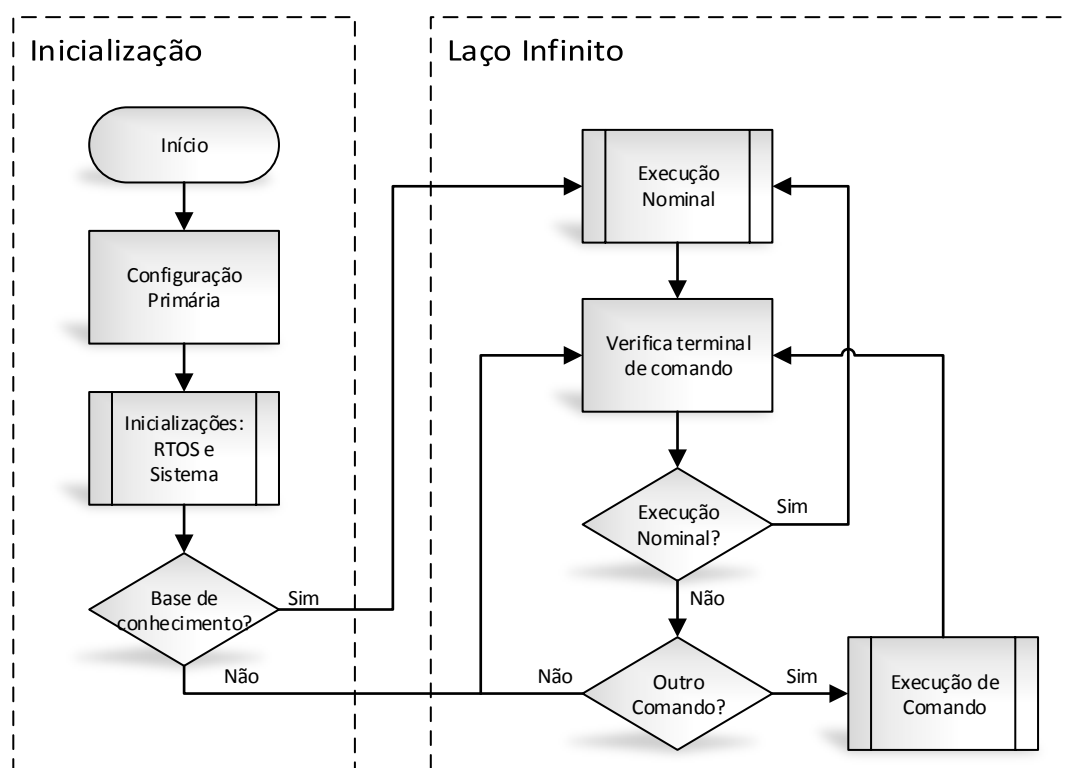 Inicialização
Início
Configuração
Primária
Inicializações:
RTOS e
Sistema
Base de
conhecimento?
Sim
Não
Laço Infinito
Execução
Nominal
Verifica terminal
de comando
Execução
Nominal?
Sim
Não
Outro
Comando?
Não
Sim
Execução de
Comando